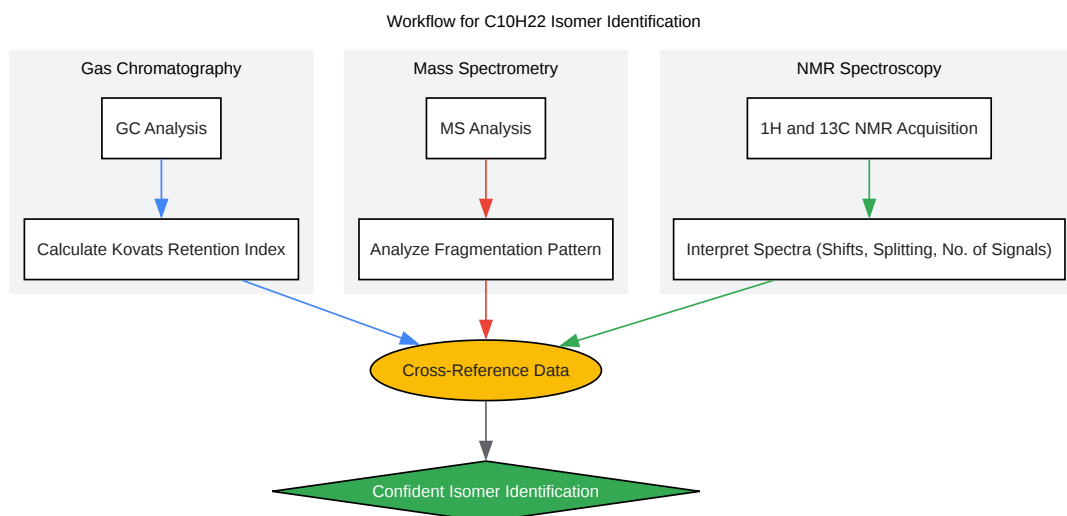 Workflow for C10H22 Isomer Identification
Gas Chromatography
Mass Spectrometry
NMR Spectroscopy
GC Analysis
MS Analysis
1H and 13C NMR Acquisition
Calculate Kovats Retention Index
Analyze Fragmentation Pattern
Interpret Spectra (Shifts, Splitting, No. of Signals)
Cross-Reference Data
Confident Isomer Identification